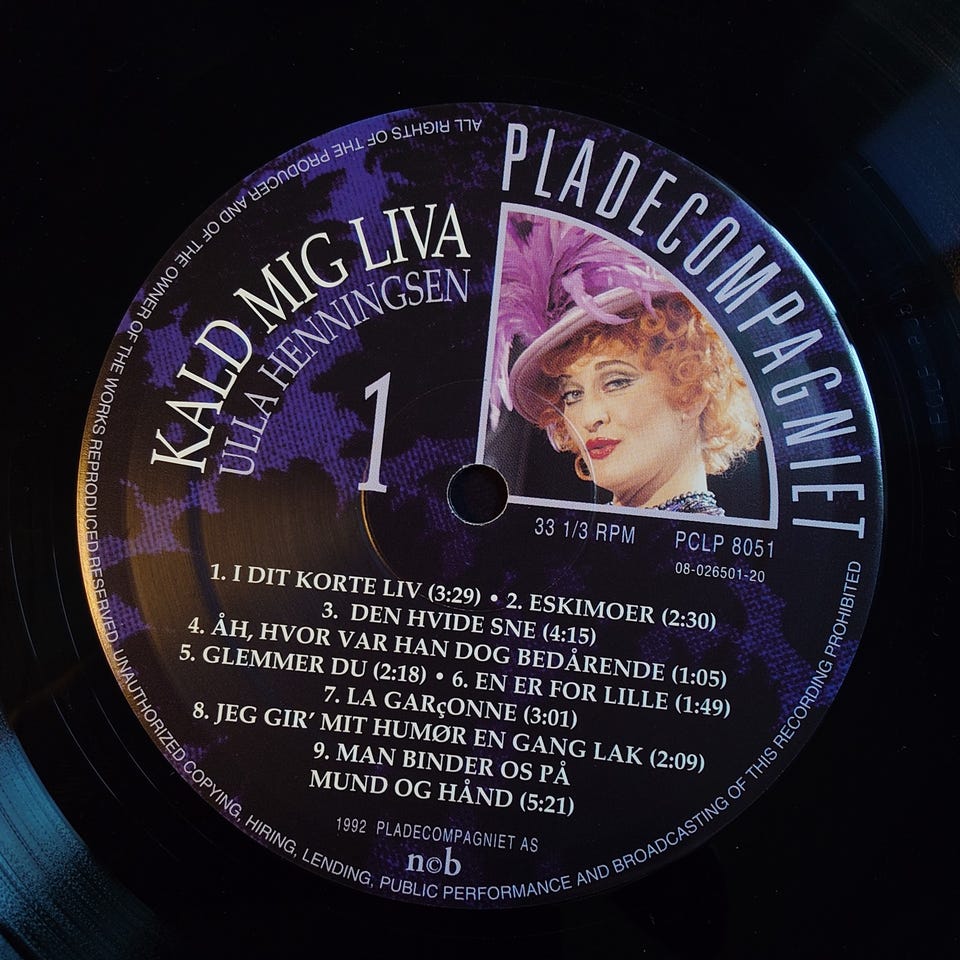 PLADECOMPAGNIET
KALD MIG LIVA
ULLA HENNINGSEN
1
33 1/3 RPM PCLP 8051
08-026501-20
1. I DIT KORTE LIV (3:29) • 2. ESKIMOER (2:30)
3. DEN HVIDE SNE (4:15)
4. ÅH, HVOR VAR HAN DOG BEDÅRENDE (1:05)
5. GLEMMER DU (2:18) • 6. EN ER FOR LILLE (1:49)
7. LA GARçONNE (3:01)
8. JEG GIR' MIT HUMØR EN GANG LAK (2:09)
9. MAN BINDER OS PÅ
MUND OG HÅND (5:21)
1992 PLADECOMPAGNIET AS
n©b
ALL RIGHTS OF THE PRODUCER AND OF THE OWNER OF THE WORKS REPRODUCED RESERVED. UNAUTHORIZED COPYING, HIRING, LENDING, PUBLIC PERFORMANCE AND BROADCASTING OF THIS RECORDING PROHIBITED